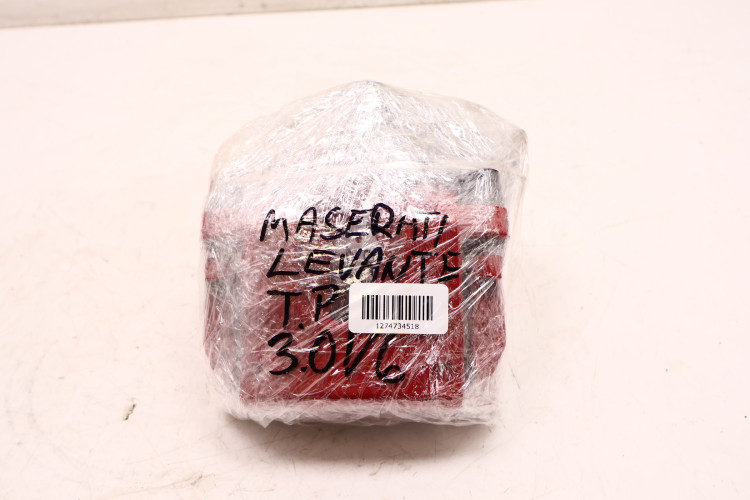 MASERATI
LEVANTE
T.P
3.0V6
1274734518